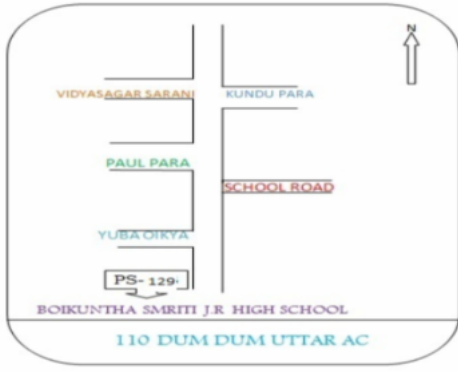 N
VIDYASAGAR SARANI
KUNDU PARA
PAUL PARA
SCHOOL ROAD
YUBA OIKYA
PS-129
BOIKUNTHA SMRITI J.R HIGH SCHOOL
110 DUM DUM UTTAR AC